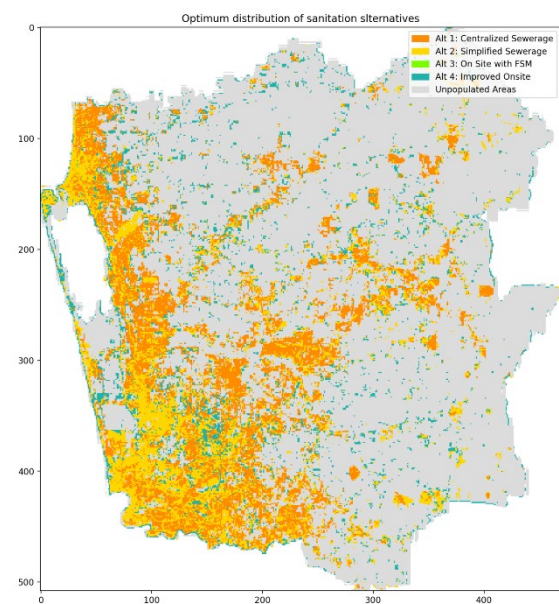 Optimum distribution of sanitation slternatives
Alt 1: Centralized Sewerage
Alt 2: Simplified Sewerage
Alt 3: On Site with FSM
Alt 4: Improved Onsite
Unpopulated Areas
0
100
200
300
400
500
0
100
200
300
400